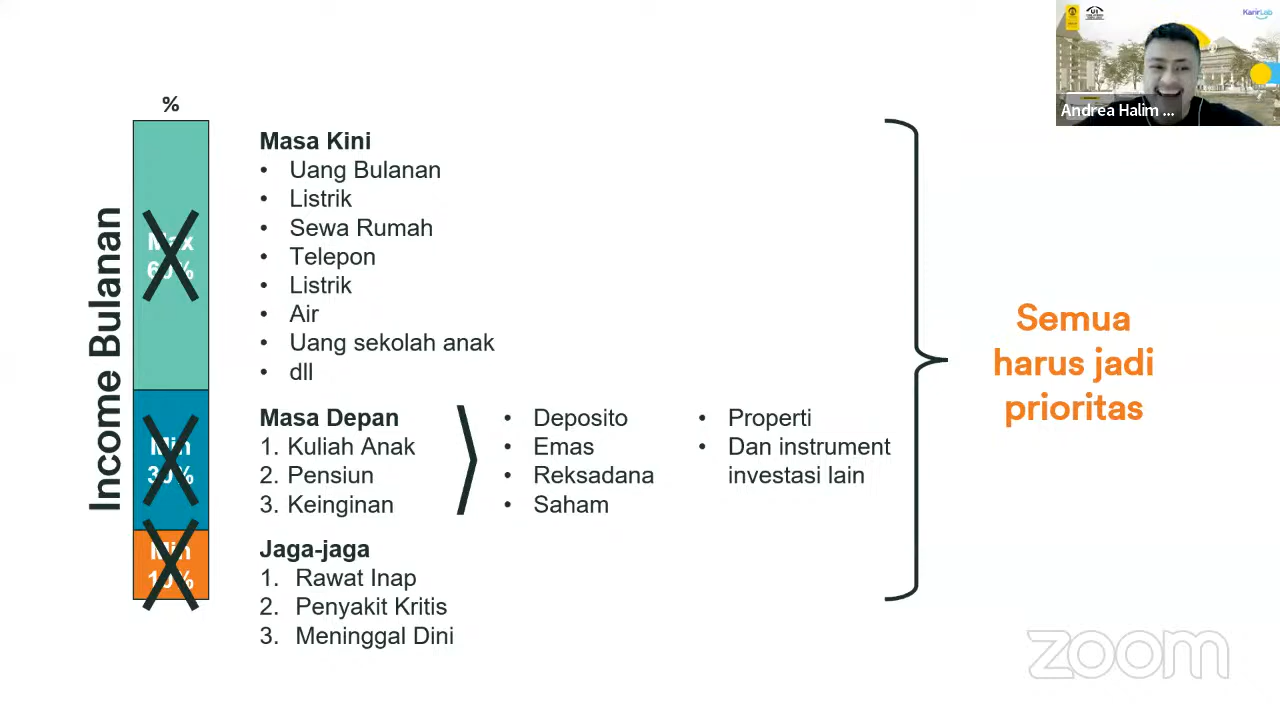 %
Income Bulanan
Max
60%
Min
30%
Min
10%
Masa Kini
• Uang Bulanan
• Listrik
• Sewa Rumah
• Telepon
• Listrik
• Air
• Uang sekolah anak
• dll
Masa Depan
1. Kuliah Anak
2. Pensiun
3. Keinginan
• Deposito
• Emas
• Reksadana
• Saham
• Properti
• Dan instrument
investasi lain
Jaga-jaga
1. Rawat Inap
2. Penyakit Kritis
3. Meninggal Dini
Semua
harus jadi
prioritas
KarirLab
Andrea Halim ...
zoom